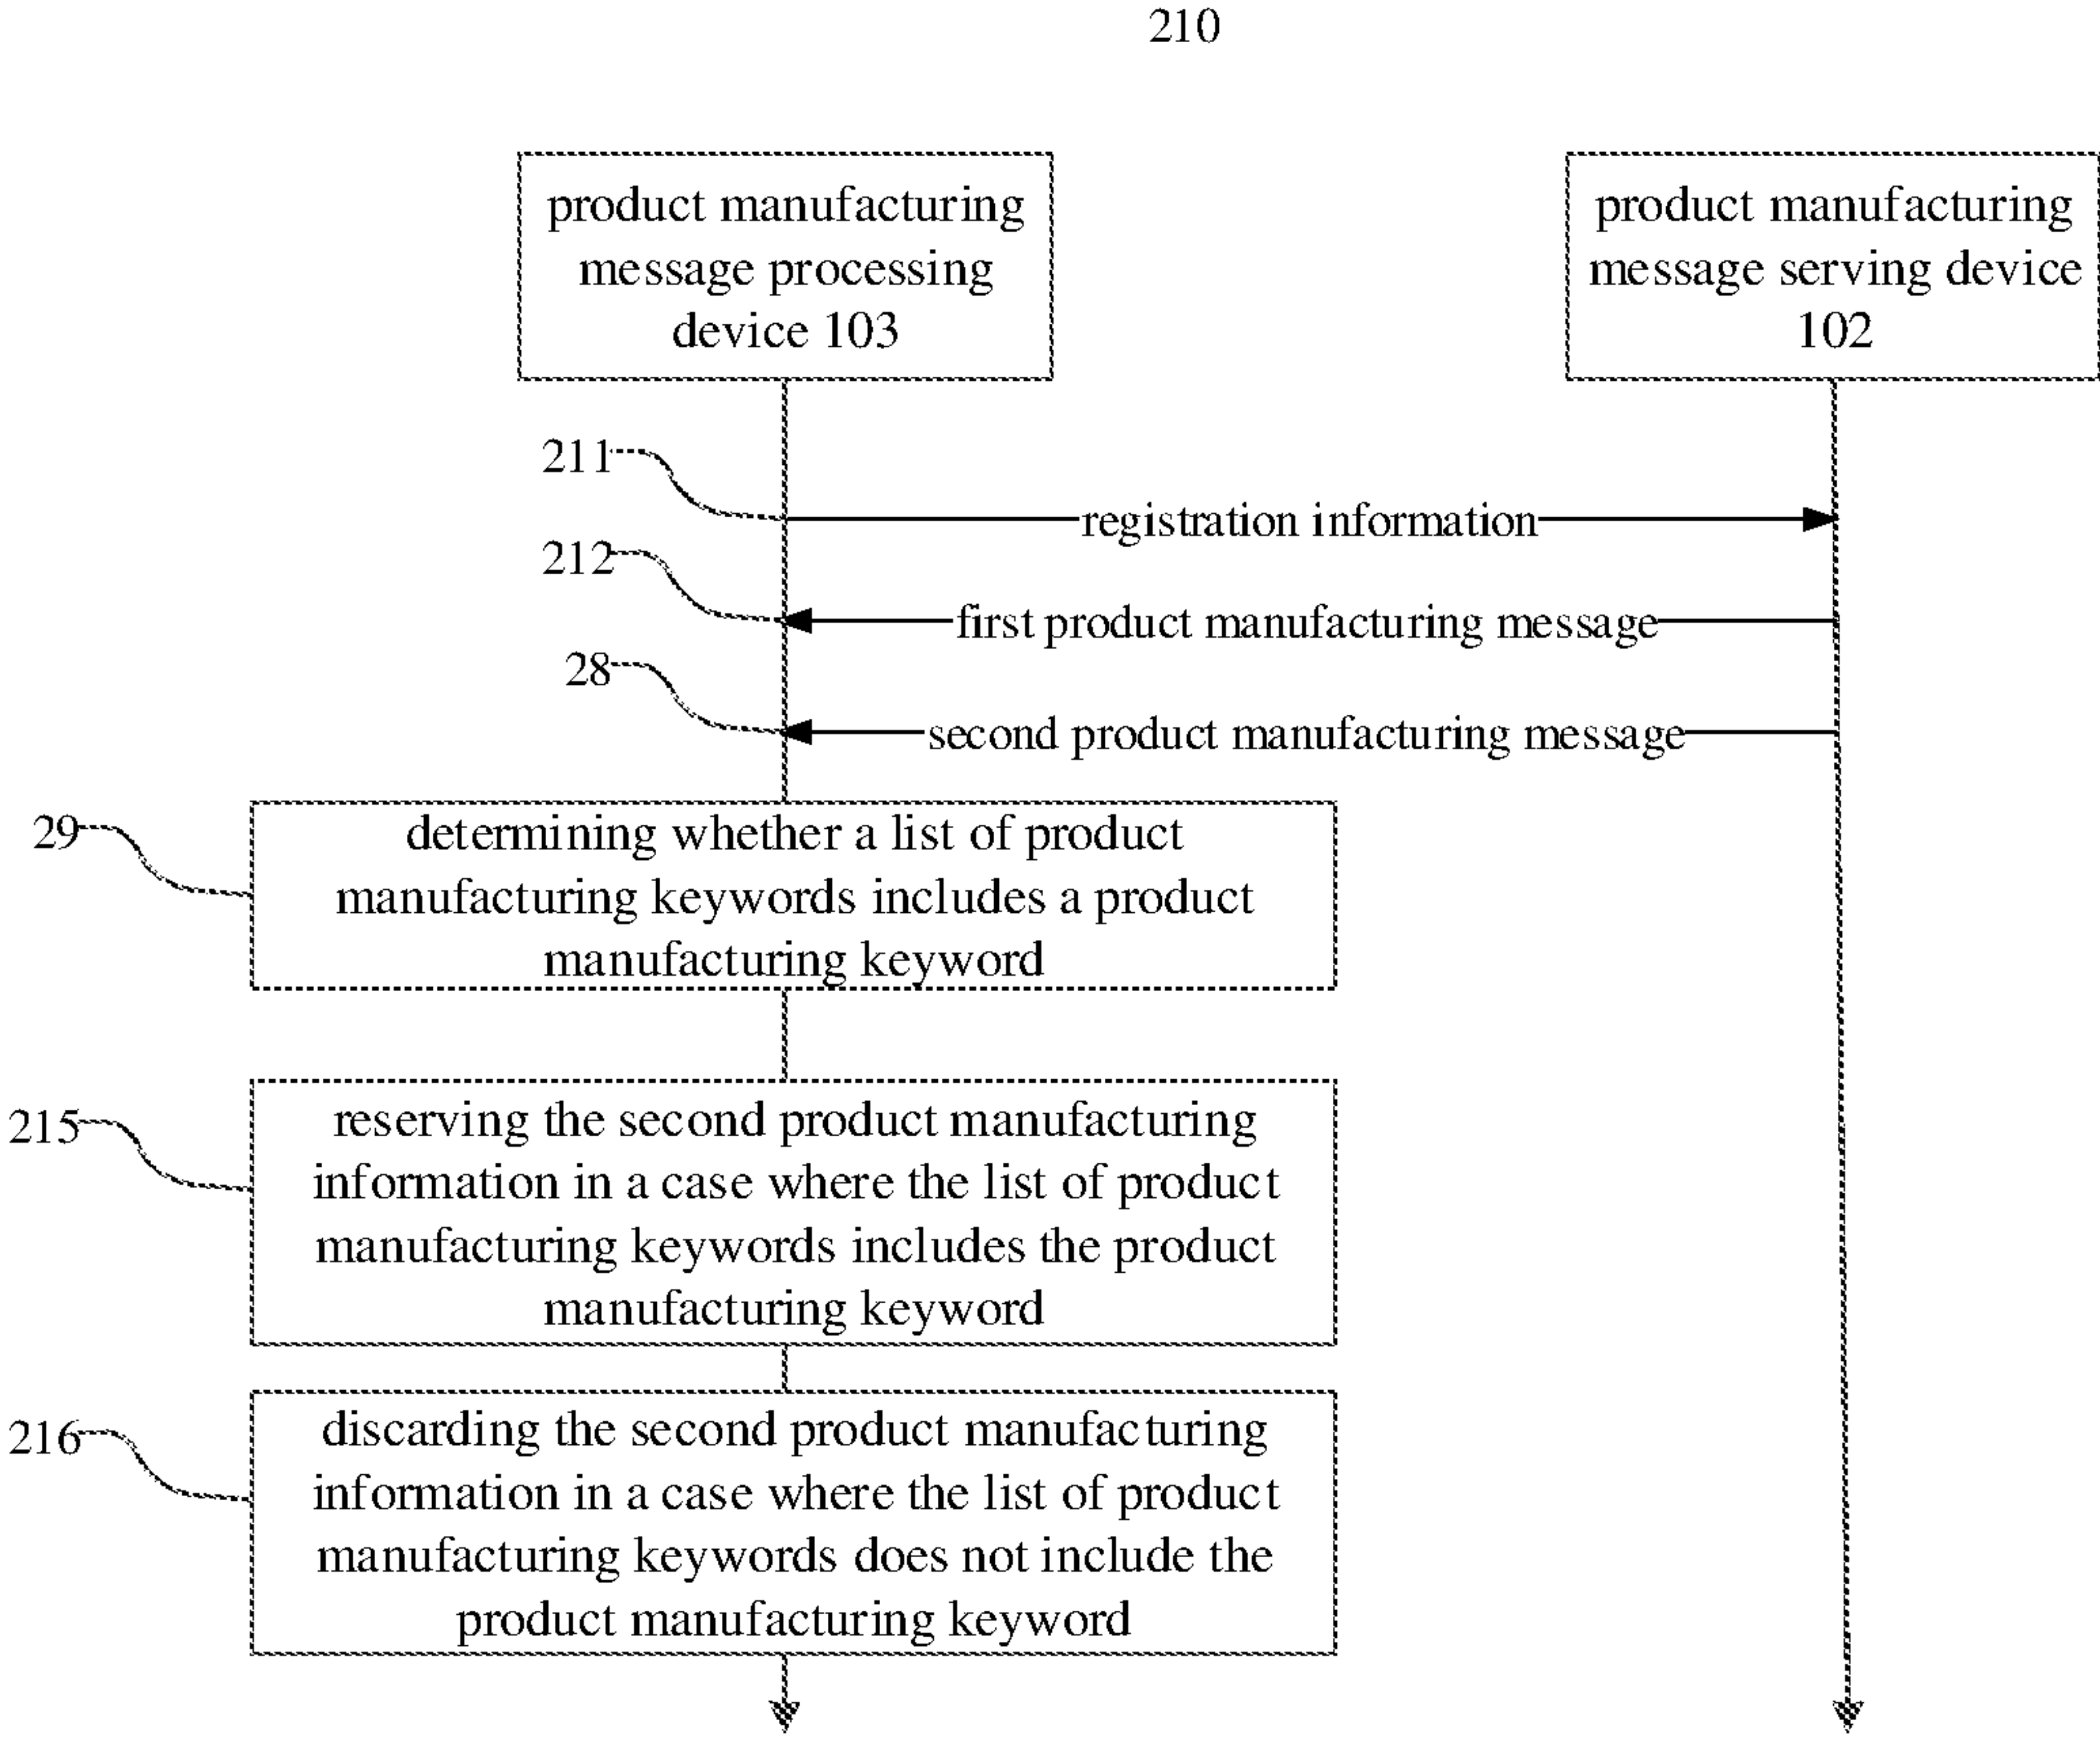 210
product manufacturing
message processing
device 103
product manufacturing
message serving device
102
211
registration information
212
first product manufacturing message
28
second product manufacturing message
29
determining whether a list of product
manufacturing keywords includes a product
manufacturing keyword
215
reserving the second product manufacturing
information in a case where the list of product
manufacturing keywords includes the product
manufacturing keyword
216
discarding the second product manufacturing
information in a case where the list of product
manufacturing keywords does not include the
product manufacturing keyword